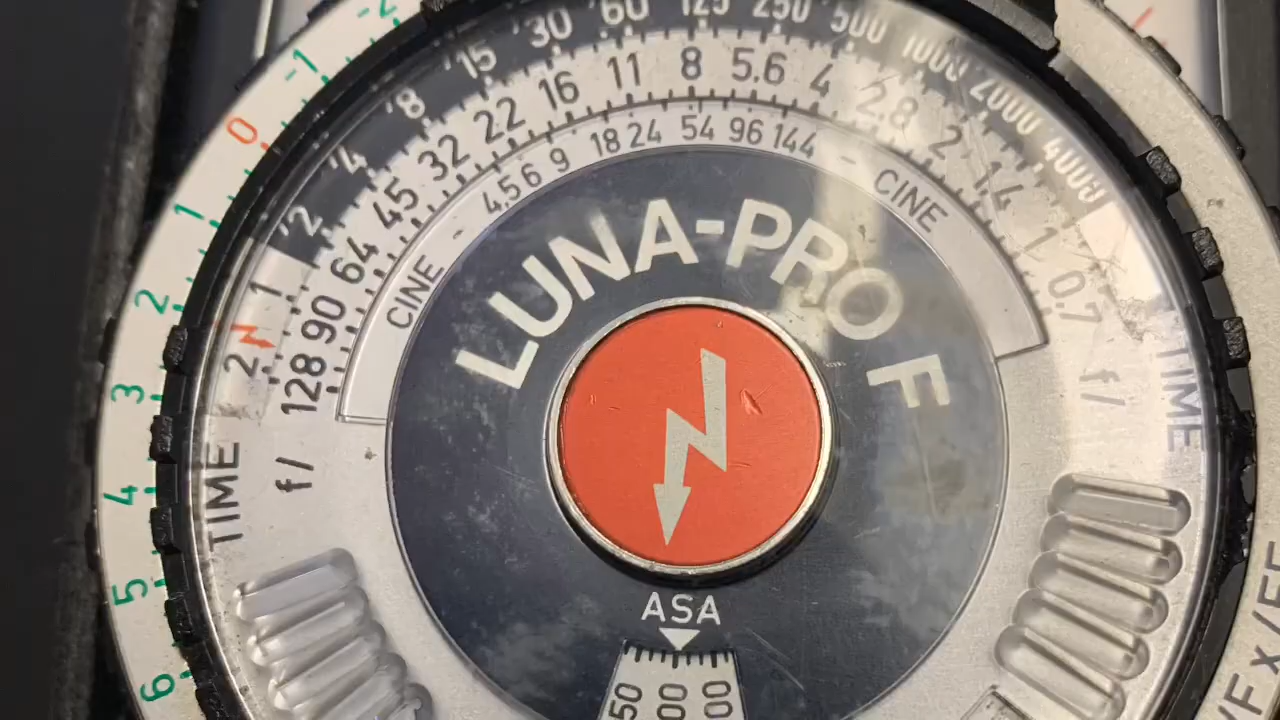 -2 -1 0 1 2 3 4 5 6
TIME 2 1 '2 '4 '8 '15 '30 '60 125 250 500 1000 2000 4000 TIME
f/ 128 90 64 45 32 22 16 11 8 5.6 4 2.8 2 1.4 1 0.7 f/
CINE - 4,5 6 9 18 24 54 96 144 - CINE
LUNA-PRO F
ASA